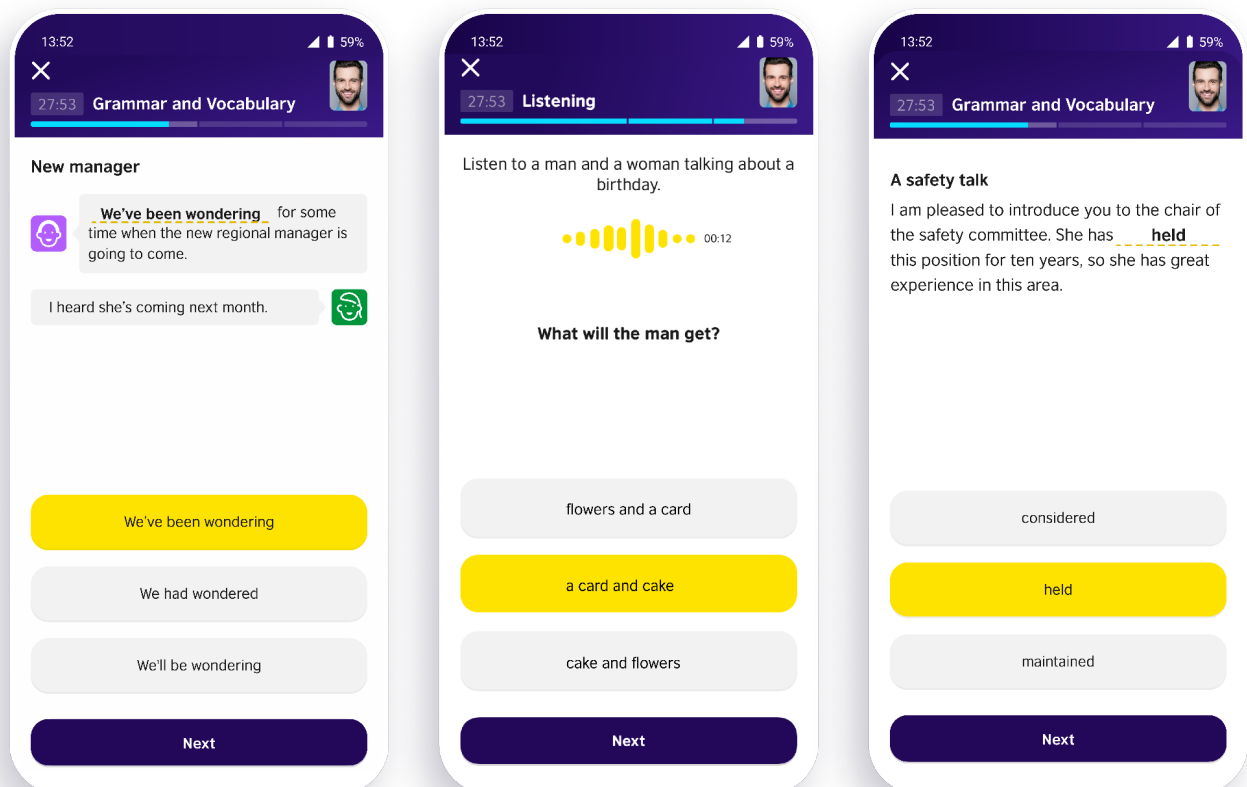 13:52
59%
27:53 Grammar and Vocabulary
New manager
We've been wondering for some
time when the new regional manager is
going to come.
I heard she's coming next month.
We've been wondering
We had wondered
We'll be wondering
Next
13:52
59%
27:53 Listening
Listen to a man and a woman talking about a
birthday.
00:12
What will the man get?
flowers and a card
a card and cake
cake and flowers
Next
13:52
59%
27:53 Grammar and Vocabulary
A safety talk
I am pleased to introduce you to the chair of
the safety committee. She has held
this position for ten years, so she has great
experience in this area.
considered
held
maintained
Next